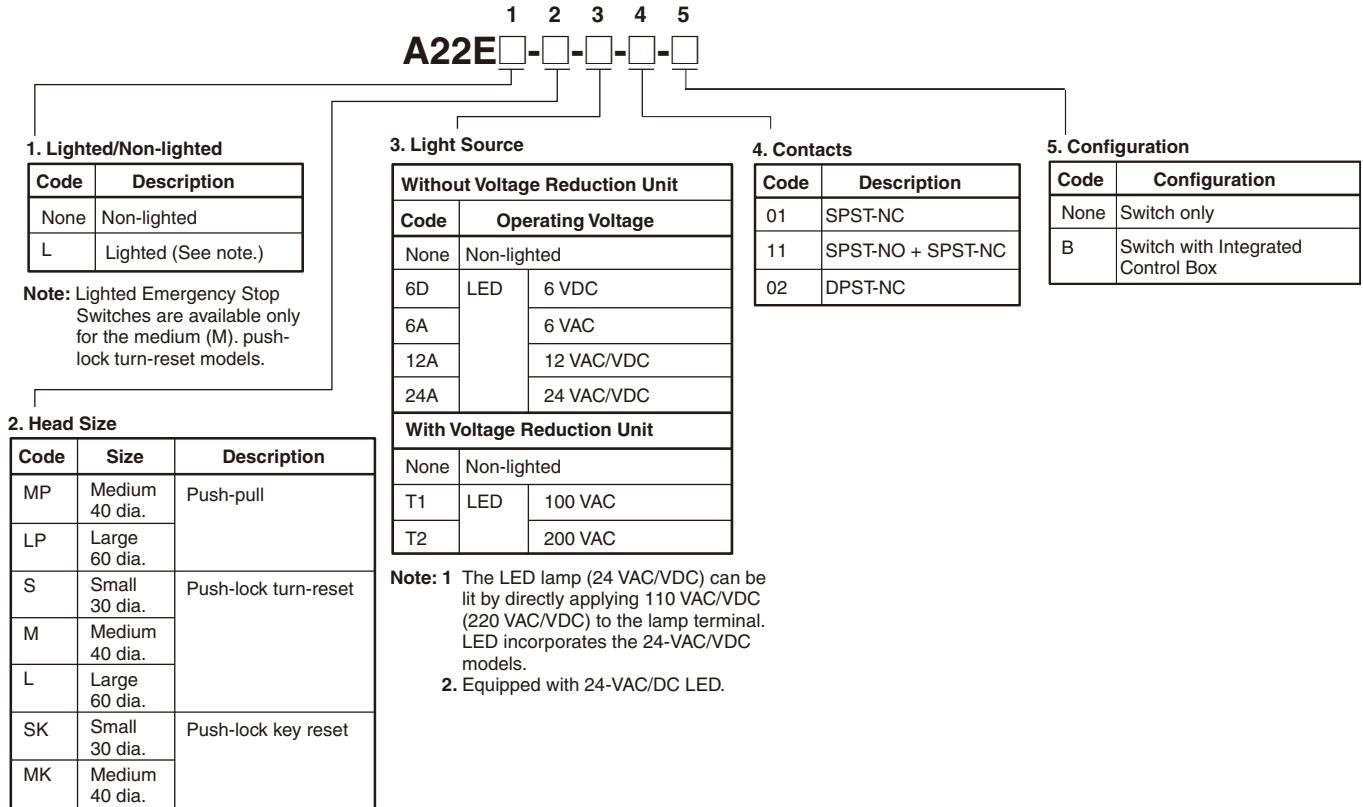 1 2 3 4 5
A22E□-□-□-□-□
1. Lighted/Non-lighted
Code Description
None Non-lighted
L Lighted (See note.)
Note: Lighted Emergency Stop
Switches are available only
for the medium (M). push-
lock turn-reset models.
2. Head Size
Code Size Description
MP Medium Push-pull
40 dia.
LP Large
60 dia.
S Small Push-lock turn-reset
30 dia.
M Medium
40 dia.
L Large
60 dia.
SK Small Push-lock key reset
30 dia.
MK Medium
40 dia.
3. Light Source
Without Voltage Reduction Unit
Code Operating Voltage
None Non-lighted
6D LED 6 VDC
6A 6 VAC
12A 12 VAC/VDC
24A 24 VAC/VDC
With Voltage Reduction Unit
None Non-lighted
T1 LED 100 VAC
T2 200 VAC
Note: 1 The LED lamp (24 VAC/VDC) can be
lit by directly applying 110 VAC/VDC
(220 VAC/VDC) to the lamp terminal.
LED incorporates the 24-VAC/VDC
models.
2. Equipped with 24-VAC/DC LED.
4. Contacts
Code Description
01 SPST-NC
11 SPST-NO + SPST-NC
02 DPST-NC
5. Configuration
Code Configuration
None Switch only
B Switch with Integrated
Control Box